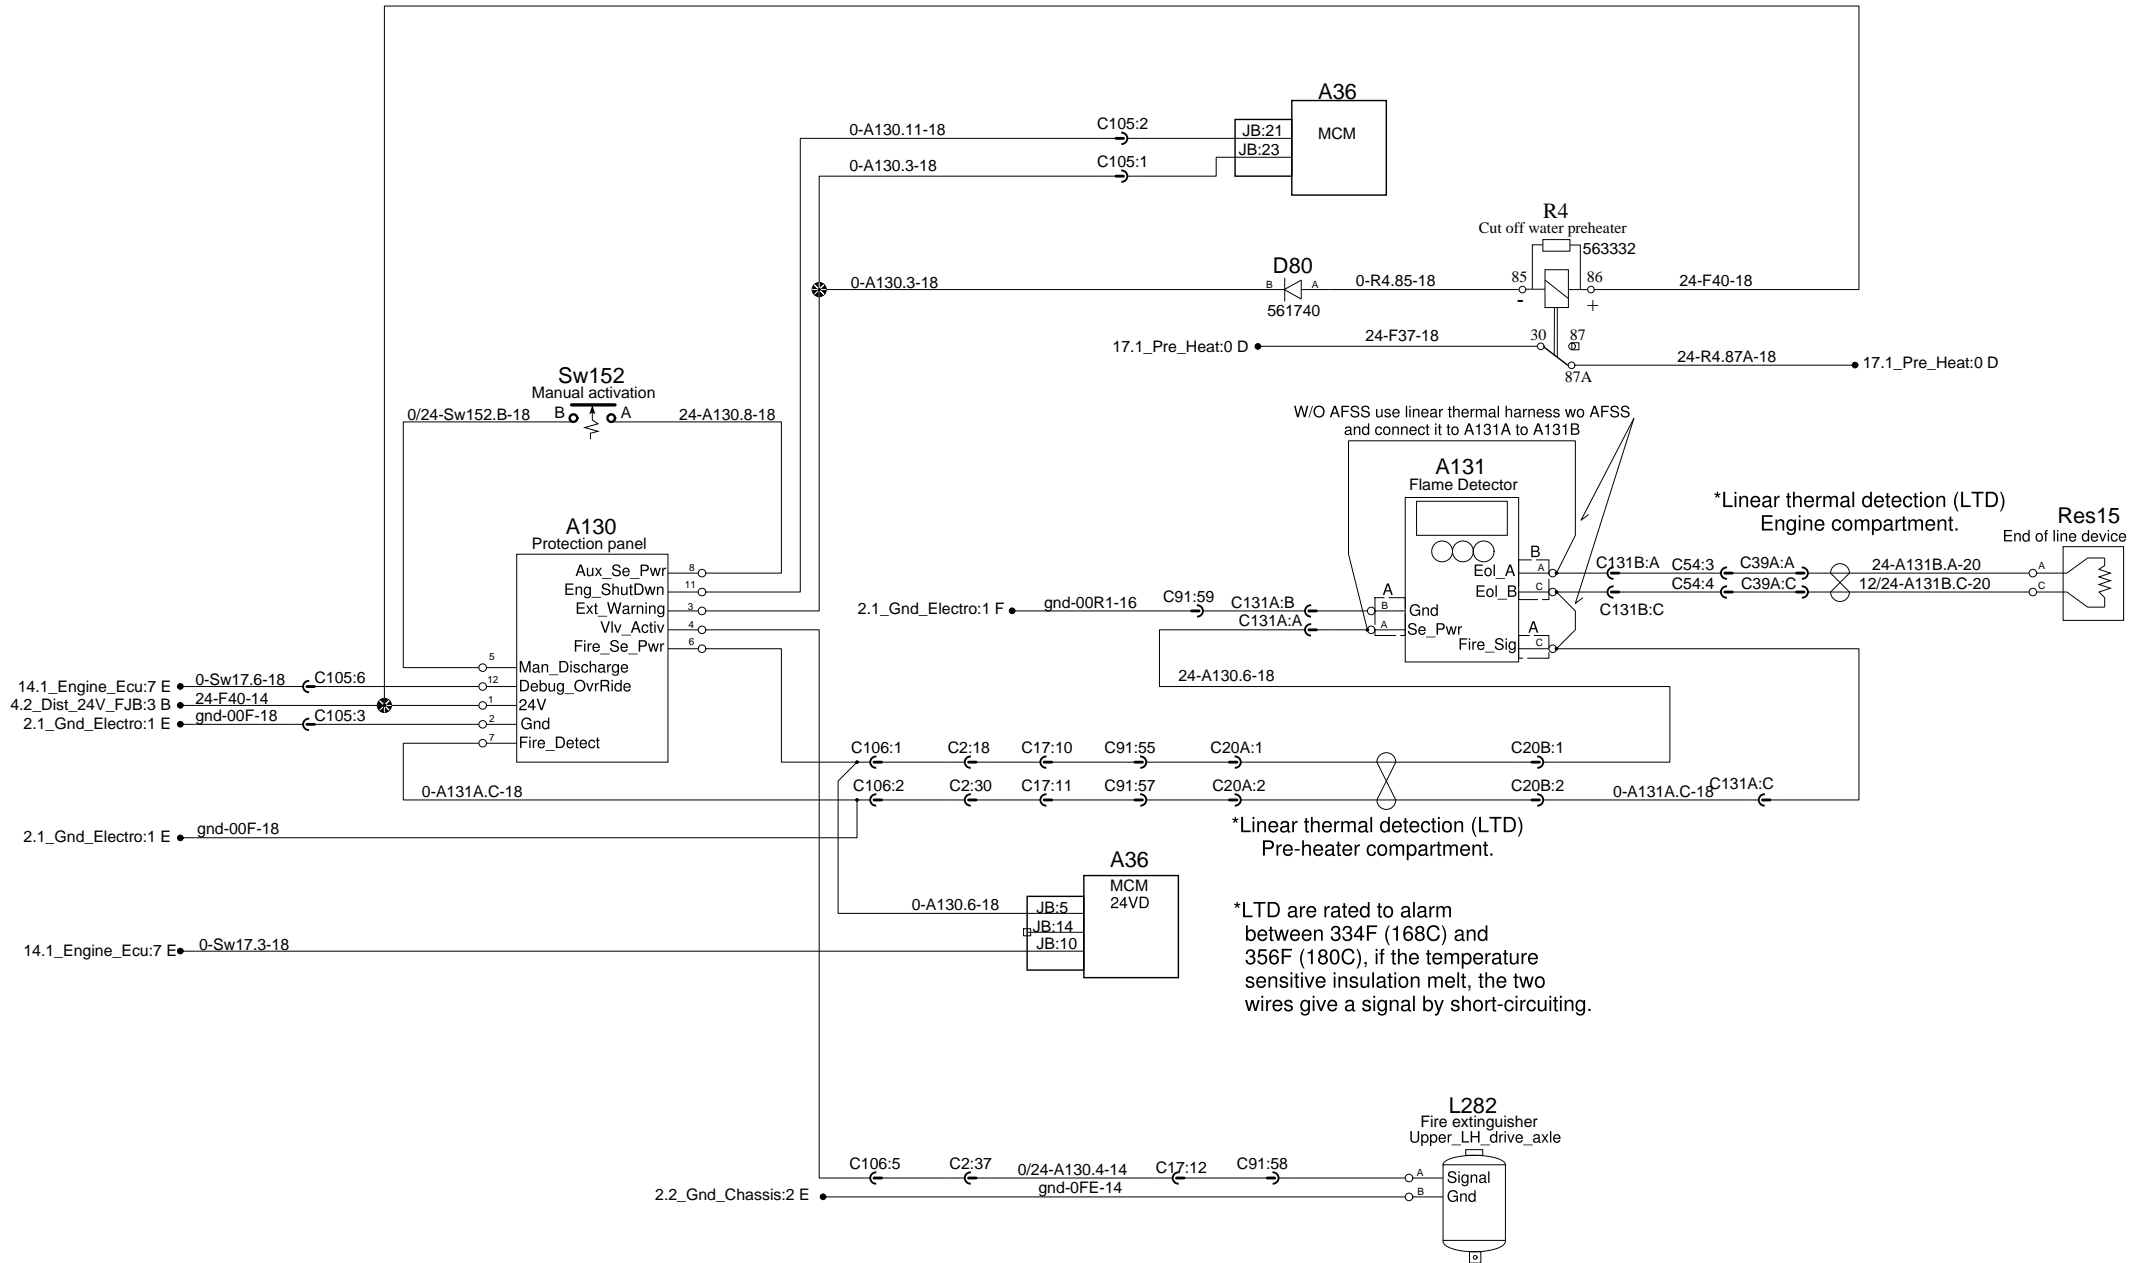 A36
MCM
JB:21
JB:23
0-A130.11-18
C105:2
0-A130.3-18
C105:1
R4
Cut off water preheater
563332
D80
B
A
561740
0-A130.3-18
0-R4.85-18
85
-
86
+
24-F40-18
17.1_Pre_Heat:0 D
24-F37-18
30
87
87A
24-R4.87A-18
17.1_Pre_Heat:0 D
Sw152
Manual activation
0/24-Sw152.B-18
B
A
24-A130.8-18
W/O AFSS use linear thermal harness wo AFSS
and connect it to A131A to A131B
A131
Flame Detector
*Linear thermal detection (LTD)
Engine compartment.
Res15
End of line device
A130
Protection panel
Aux_Se_Pwr
8
Eng_ShutDwn
11
Ext_Warning
3
Vlv_Activ
4
Fire_Se_Pwr
6
5
Man_Discharge
12
Debug_OvrRide
1
24V
2
Gnd
7
Fire_Detect
14.1_Engine_Ecu:7 E
0-Sw17.6-18
C105:6
4.2_Dist_24V_FJB:3 B
24-F40-14
2.1_Gnd_Electro:1 E
gnd-00F-18
C105:3
B
Eol_A
A
Eol_B
C
C131B:A
C54:3
C39A:A
24-A131B.A-20
A
C54:4
C39A:C
12/24-A131B.C-20
C
C131B:C
2.1_Gnd_Electro:1 F
gnd-00R1-16
C91:59
C131A:B
C131A:A
A
B
Gnd
A
Se_Pwr
Fire_Sig
A
C
24-A130.6-18
C106:1
C2:18
C17:10
C91:55
C20A:1
C20B:1
0-A131A.C-18
C106:2
C2:30
C17:11
C91:57
C20A:2
C20B:2
0-A131A.C-18
C131A:C
*Linear thermal detection (LTD)
Pre-heater compartment.
2.1_Gnd_Electro:1 E
gnd-00F-18
A36
MCM
24VD
JB:5
JB:14
JB:10
0-A130.6-18
14.1_Engine_Ecu:7 E
0-Sw17.3-18
*LTD are rated to alarm
between 334F (168C) and
356F (180C), if the temperature
sensitive insulation melt, the two
wires give a signal by short-circuiting.
L282
Fire extinguisher
Upper_LH_drive_axle
C106:5
C2:37
0/24-A130.4-14
C17:12
C91:58
A
Signal
2.2_Gnd_Chassis:2 E
gnd-0FE-14
B
Gnd